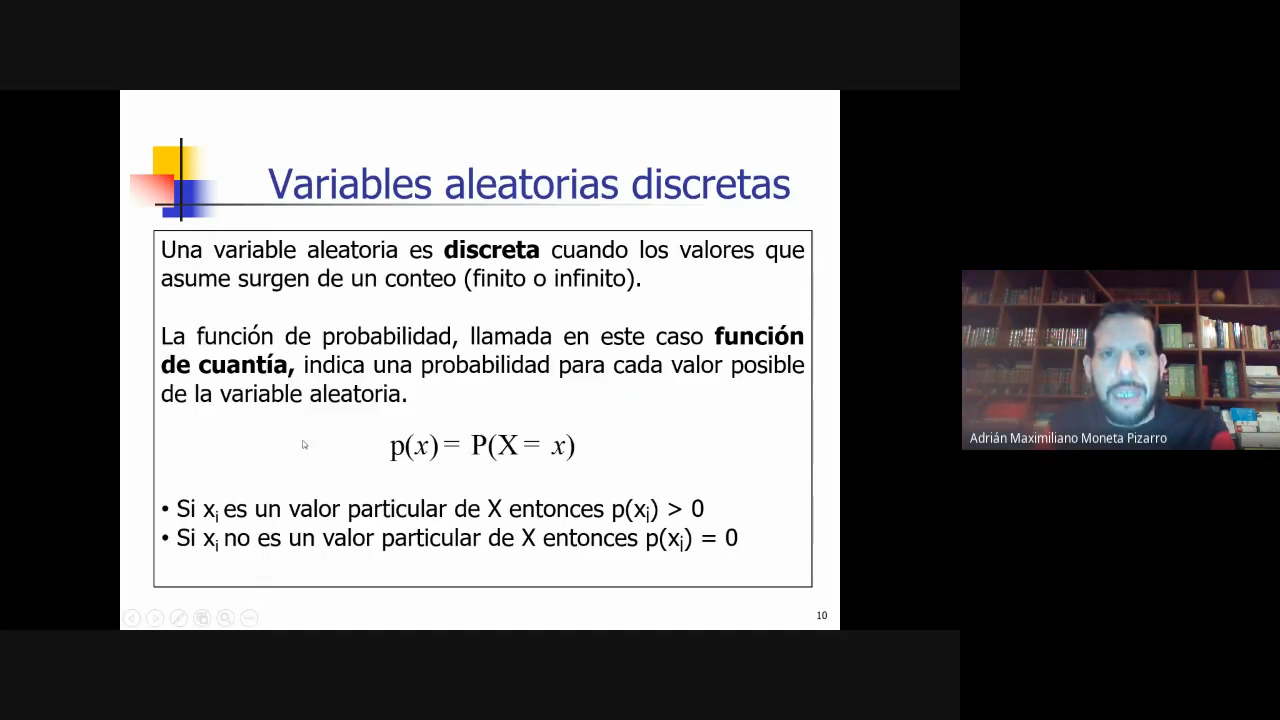 Variables aleatorias discretas
Una variable aleatoria es discreta cuando los valores que
asume surgen de un conteo (finito o infinito).
La función de probabilidad, llamada en este caso función
de cuantía, indica una probabilidad para cada valor posible
de la variable aleatoria.
p(x) = P(X = x)
• Si xi es un valor particular de X entonces p(xi) > 0
• Si xi no es un valor particular de X entonces p(xi) = 0
10
Adrián Maximiliano Moneta Pizarro